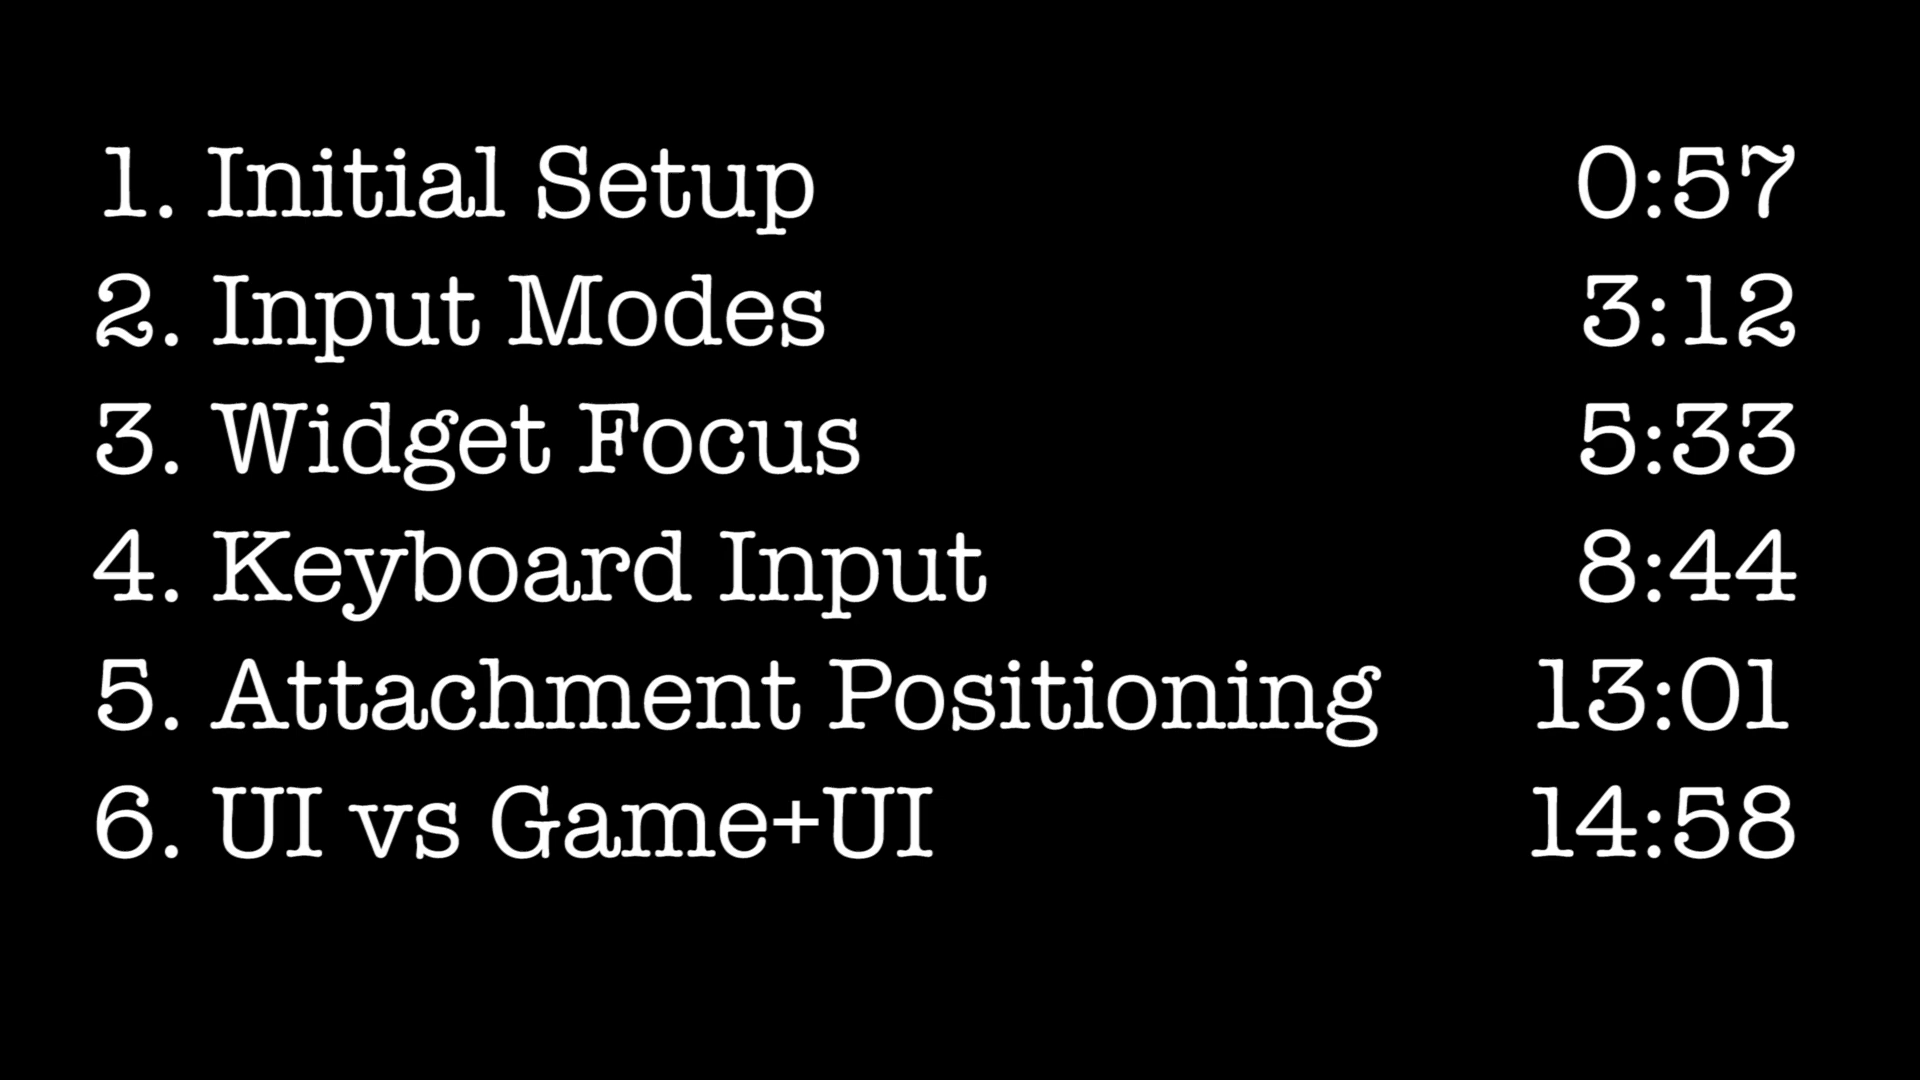 1. Initial Setup 0:57
2. Input Modes 3:12
3. Widget Focus 5:33
4. Keyboard Input 8:44
5. Attachment Positioning 13:01
6. UI vs Game+UI 14:58